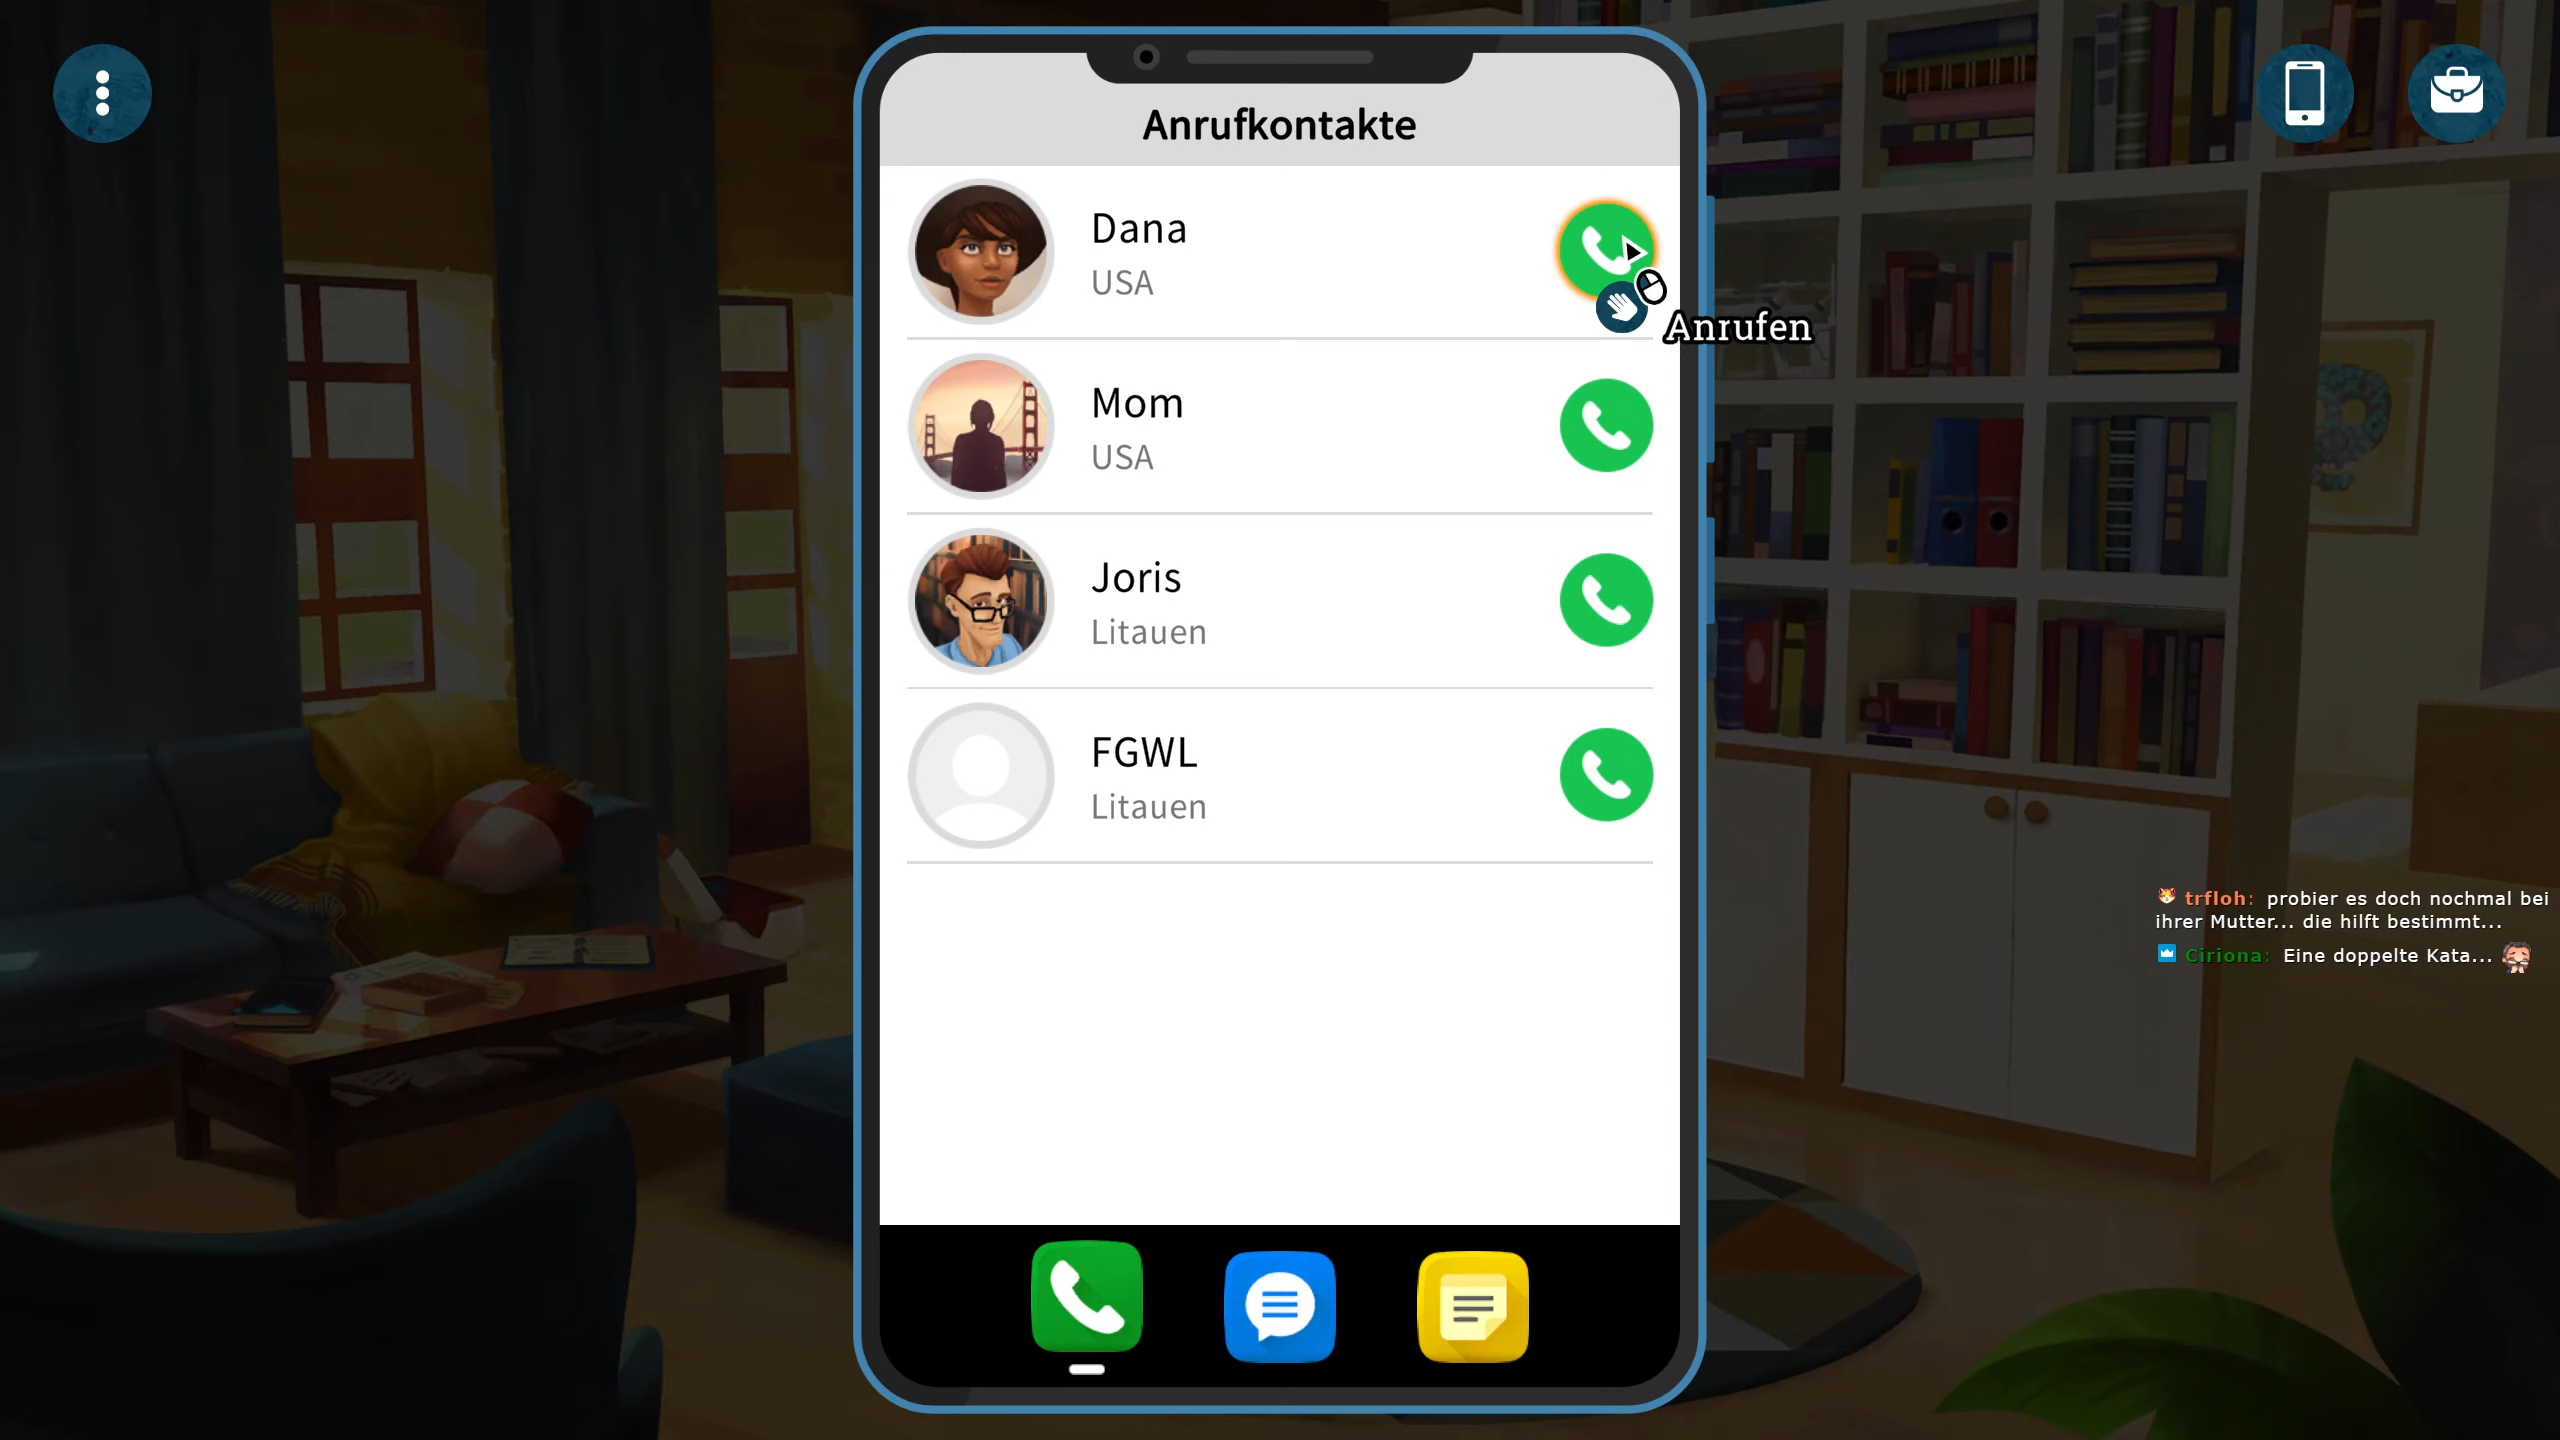 Anrufkontakte
Dana
USA
Anrufen
Mom
USA
Joris
Litauen
FGWL
Litauen
trfloh: probier es doch nochmal bei
ihrer Mutter... die hilft bestimmt...
Ciriona: Eine doppelte Kata...